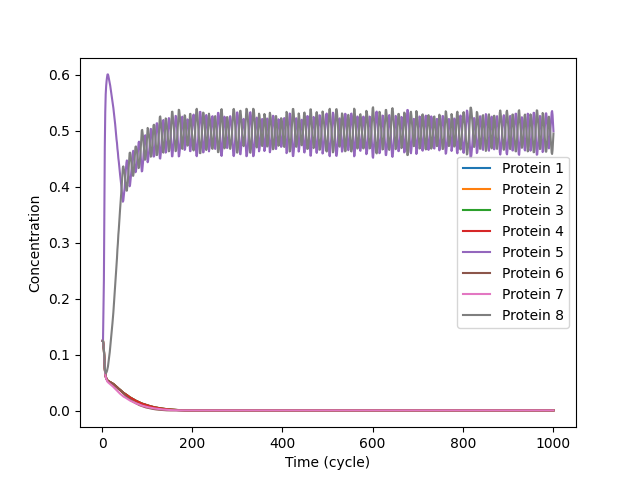 0.6
0.5
0.4
0.3
0.2
0.1
0.0
Concentration
Protein 1
Protein 2
Protein 3
Protein 4
Protein 5
Protein 6
Protein 7
Protein 8
0 200 400 600 800 1000
Time (cycle)